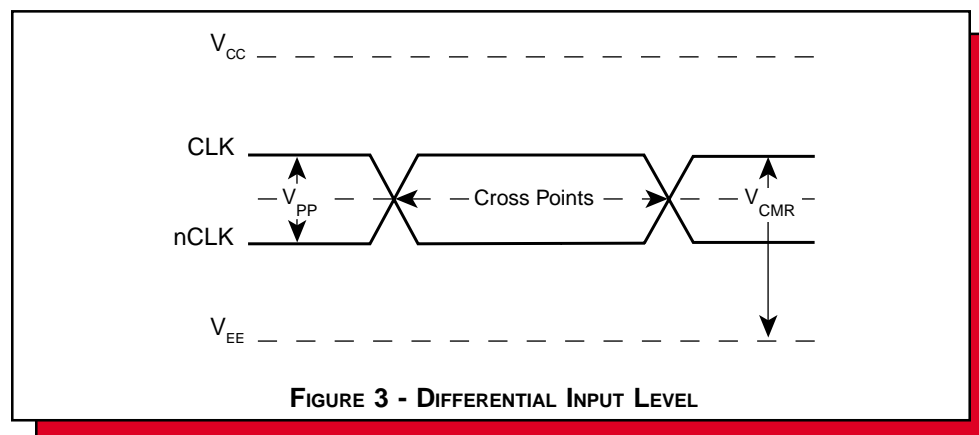 VCC
CLK
VPP
Cross Points
VCMR
nCLK
VEE
FIGURE 3 - DIFFERENTIAL INPUT LEVEL